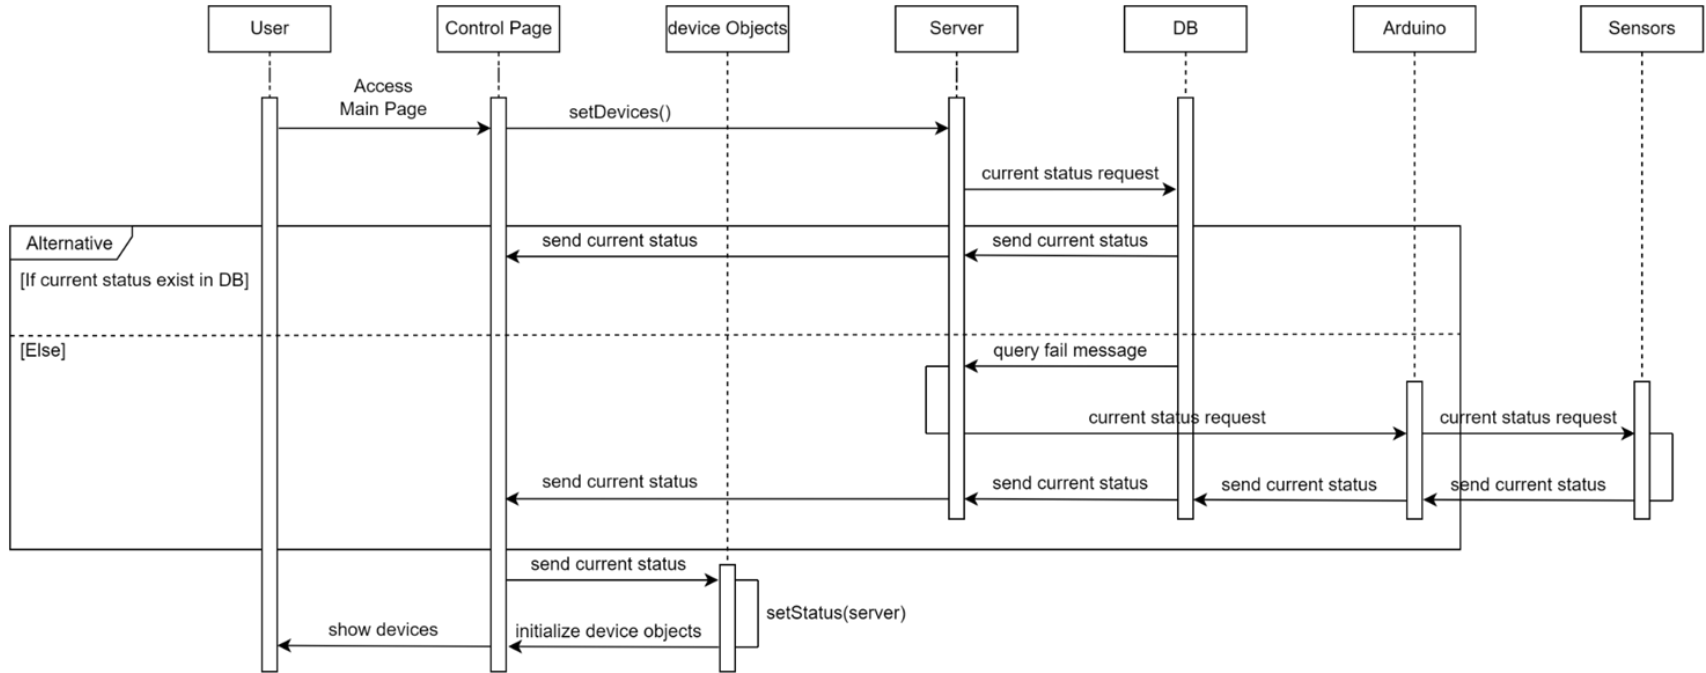 User
Control Page
device Objects
Server
DB
Arduino
Sensors
Access
Main Page
setDevices()
current status request
Alternative
send current status
send current status
[If current status exist in DB]
[Else]
query fail message
current status request
current status request
send current status
send current status
send current status
send current status
send current status
setStatus(server)
show devices
initialize device objects